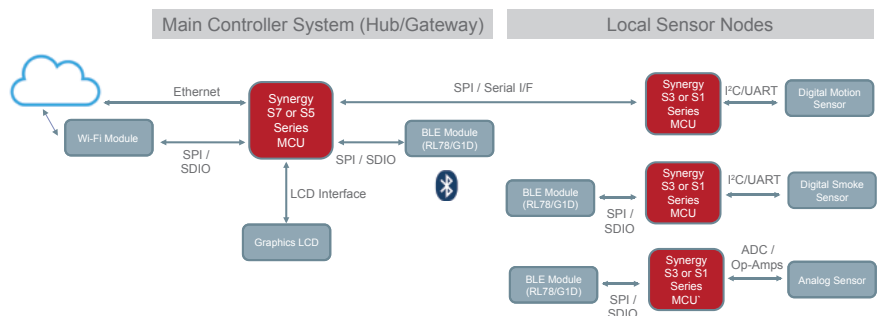 Main Controller System (Hub/Gateway)
Local Sensor Nodes
Ethernet
Wi-Fi Module
SPI /
SDIO
Synergy
S7 or S5
Series
MCU
SPI / SDIO
BLE Module
(RL78/G1D)
LCD Interface
Graphics LCD
SPI / Serial I/F
Synergy
S3 or S1
Series
MCU
I²C/UART
Digital Motion
Sensor
BLE Module
(RL78/G1D)
SPI /
SDIO
Synergy
S3 or S1
Series
MCU
I²C/UART
Digital Smoke
Sensor
BLE Module
(RL78/G1D)
SPI /
SDIO
Synergy
S3 or S1
Series
MCU*
ADC /
Op-Amps
Analog Sensor